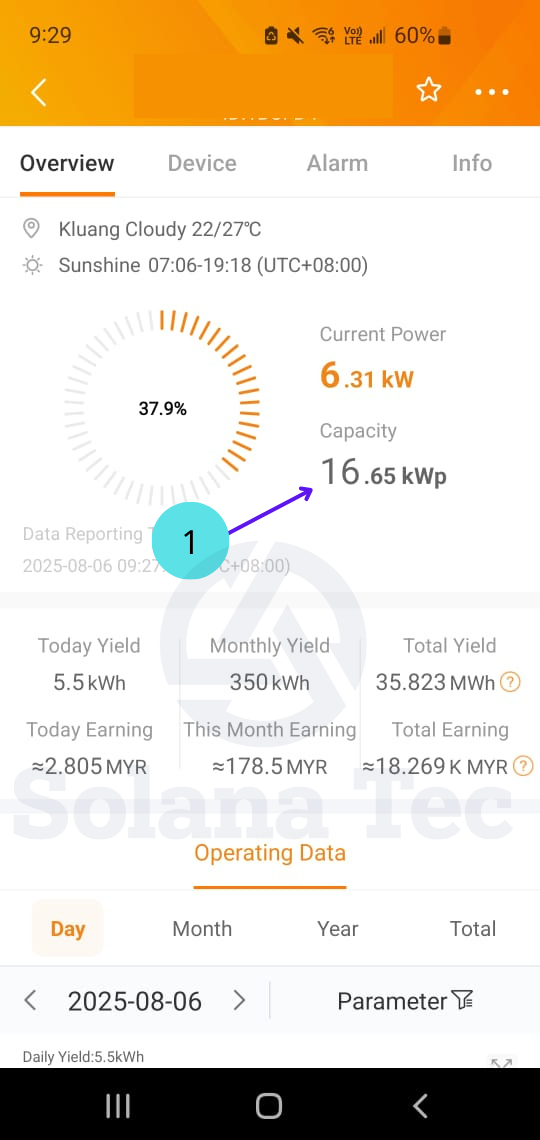 9:29
Vo)) LTE 60%
Overview Device Alarm Info
Kluang Cloudy 22/27℃
Sunshine 07:06-19:18 (UTC+08:00)
37.9%
Current Power
6.31 kW
Capacity
16.65 kWp
1
Data Reporting
2025-08-06 09:27 C+08:00)
Today Yield Monthly Yield Total Yield
5.5 kWh 350 kWh 35.823 MWh ?
Today Earning This Month Earning Total Earning
≈2.805 MYR ≈178.5 MYR ≈18.269 K MYR ?
Solana Tec
Operating Data
Day Month Year Total
2025-08-06 Parameter
Daily Yield:5.5kWh